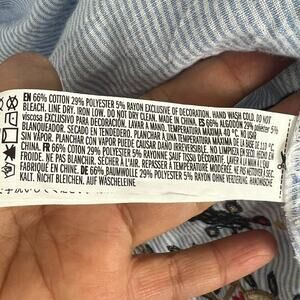 EN 66% COTTON 29% POLYESTER 5% RAYON EXCLUSIVE OF DECORATION. HAND WASH COLD. DO NOT
BLEACH. LINE DRY. IRON LOW. DO NOT DRY CLEAN. MADE IN CHINA. ES 66% ALGODÓN 29% poliéster 5%
viscosa EXCLUSIVO PARA DECORACIÓN. LAVAR A MANO. TEMPERATURA MÁXIMA 40 °C. NO USAR
BLANQUEADOR. SECADO EN TENDEDERO. PLANCHAR A UNA TEMPERATURA MÁXIMA DE LA BASE DE 110 °C
SIN VAPOR. PLANCHAR CON VAPOR PUEDE CAUSAR DAÑO IRREVERSIBLE. NO LIMPIEZA EN SECO. HECHO EN
CHINA. FR 66% COTON 29% POLYESTER 5% RAYONNE SAUF TISSU DÉCORATIF. LAVAGE À LA MAIN À L'EAU
FROIDE. NE PAS BLANCHIR. SÉCHER À L'AIR. REPASSER À TEMPÉRATURE MODÉRÉE. NE PAS NETTOYER À SEC.
FABRIQUÉ EN CHINE. DE 66% BAUMWOLLE 29% POLYESTER 5% RAYON OHNE VERZIERUNG. HANDWÄSCHE
KALT. NICHT BLEICHEN. AUF WÄSCHELEINE